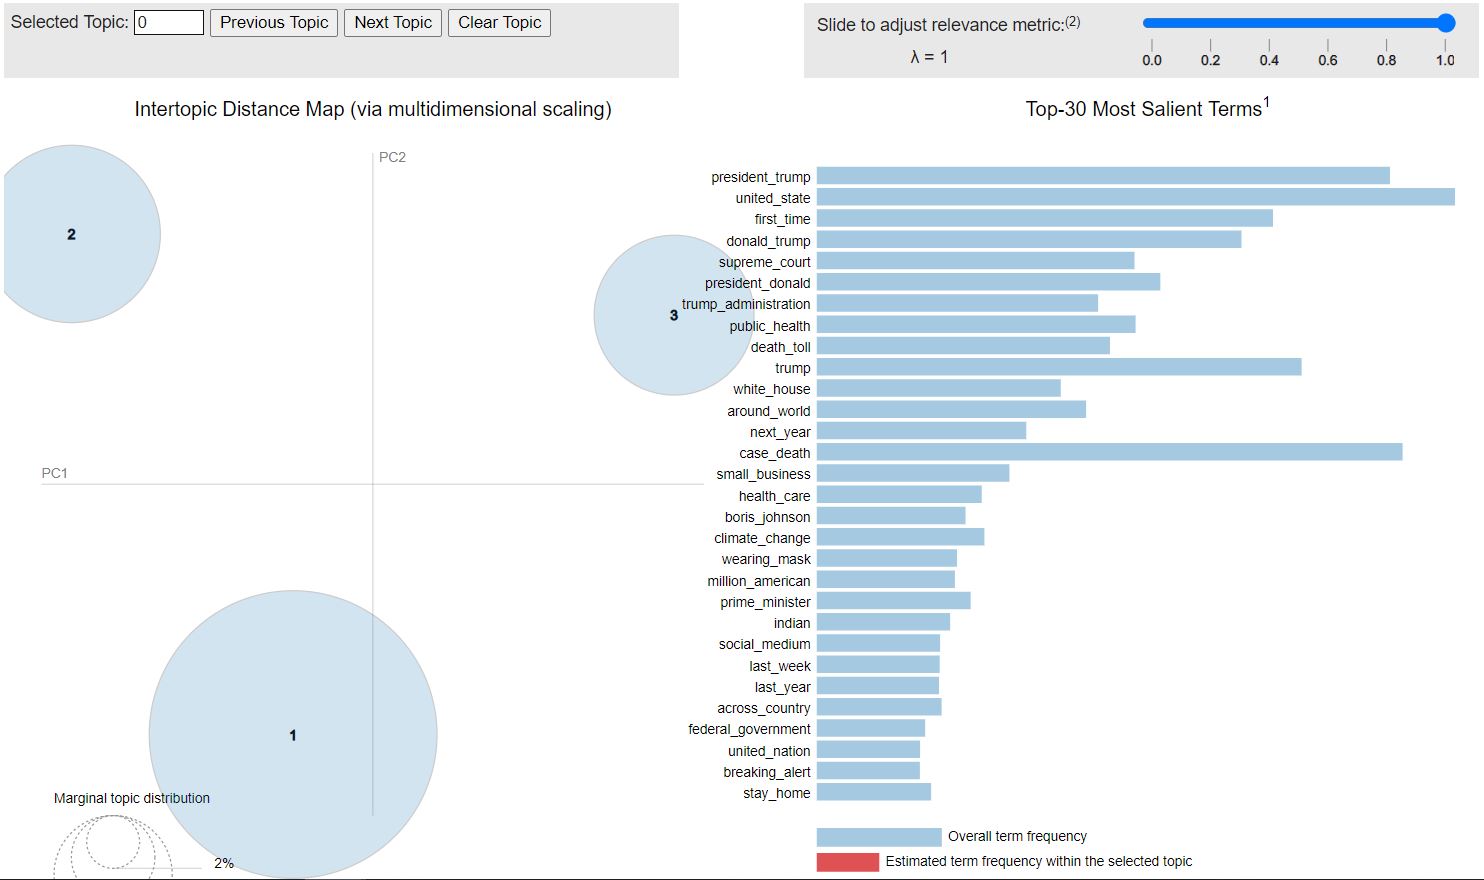 Selected Topic: 0 Previous Topic Next Topic Clear Topic
Slide to adjust relevance metric:(2)
λ = 1
0.0 0.2 0.4 0.6 0.8 1.0
Intertopic Distance Map (via multidimensional scaling)
PC2
2
3
PC1
1
Marginal topic distribution
2%
Top-30 Most Salient Terms1
president_trump
united_state
first_time
donald_trump
supreme_court
president_donald
trump_administration
public_health
death_toll
trump
white_house
around_world
next_year
case_death
small_business
health_care
boris_johnson
climate_change
wearing_mask
million_american
prime_minister
indian
social_medium
last_week
last_year
across_country
federal_government
united_nation
breaking_alert
stay_home
Overall term frequency
Estimated term frequency within the selected topic